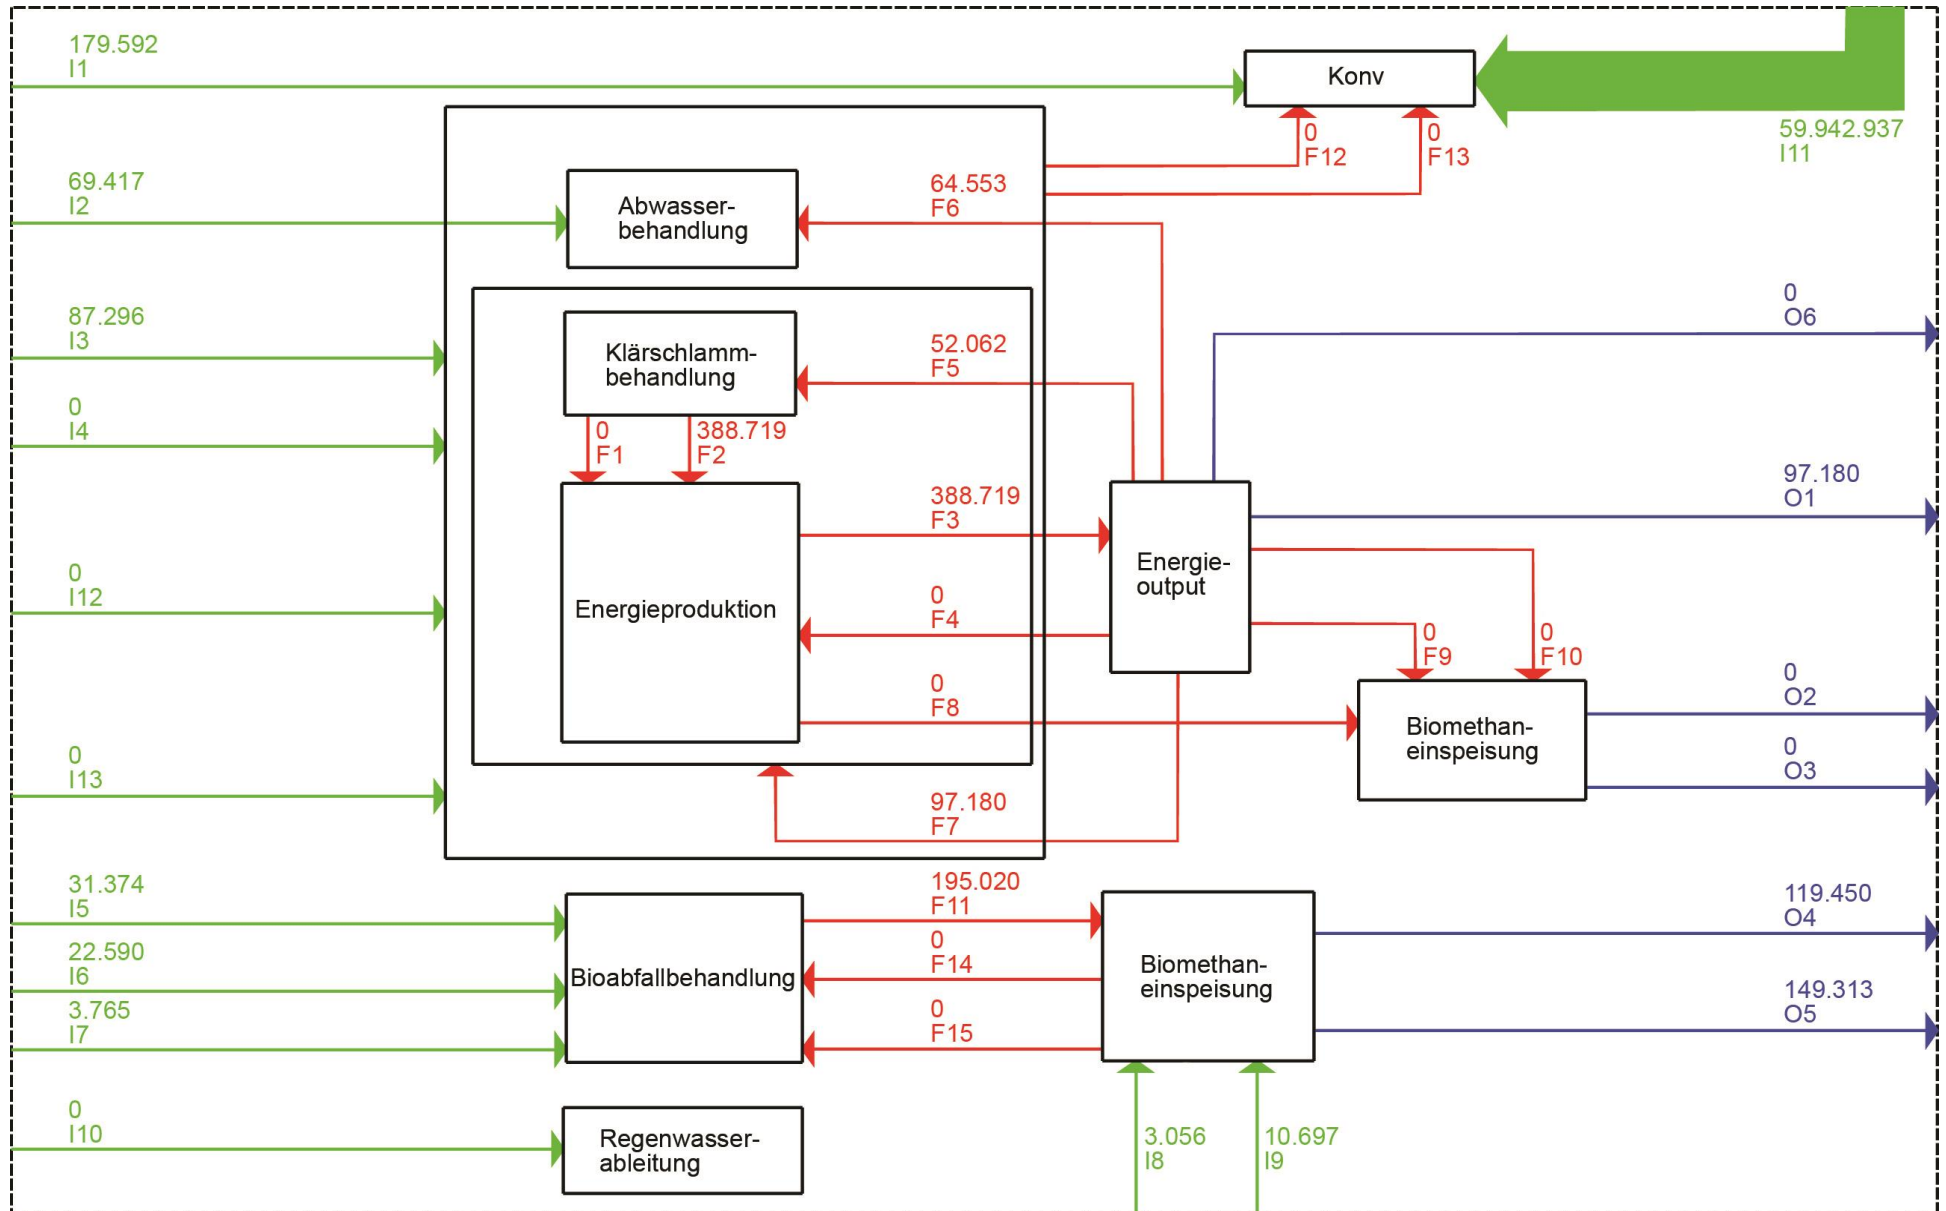 179.592
I1
Konv
59.942.937
I11
0
F12
0
F13
69.417
I2
Abwasser-
behandlung
64.553
F6
87.296
I3
0
I4
Klärschlamm-
behandlung
52.062
F5
0
O6
0
F1
388.719
F2
388.719
F3
97.180
O1
Energie-
output
0
I12
Energieproduktion
0
F4
0
F9
0
F10
0
F8
Biomethan-
einspeisung
0
O2
0
O3
0
I13
97.180
F7
31.374
I5
22.590
I6
3.765
I7
Bioabfallbehandlung
195.020
F11
0
F14
0
F15
Biomethan-
einspeisung
119.450
O4
149.313
O5
0
I10
Regenwasser-
ableitung
3.056
I8
10.697
I9